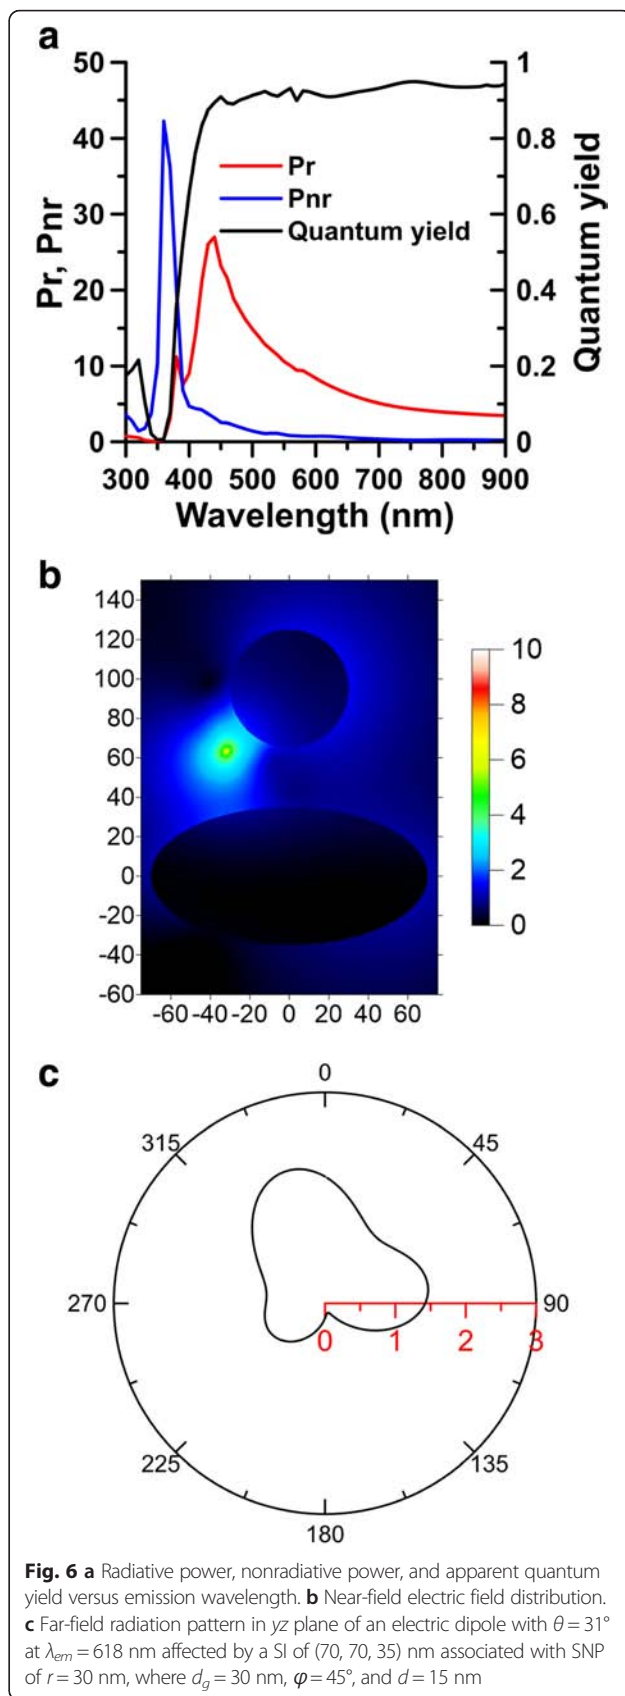 a
50
40
30
20
10
0
Pr, Pnr
1
0.8
0.6
0.4
0.2
0
Quantum yield
Pr
Pnr
Quantum yield
300 400 500 600 700 800 900
Wavelength (nm)
b
140
120
100
80
60
40
20
0
-20
-40
-60
-60 -40 -20 0 20 40 60
10
8
6
4
2
0
c
0
315
45
270
90
0 1 2 3
225
135
180
Fig. 6 a Radiative power, nonradiative power, and apparent quantum
yield versus emission wavelength. b Near-field electric field distribution.
c Far-field radiation pattern in yz plane of an electric dipole with θ = 31°
at λem = 618 nm affected by a SI of (70, 70, 35) nm associated with SNP
of r = 30 nm, where dg = 30 nm, φ = 45°, and d = 15 nm